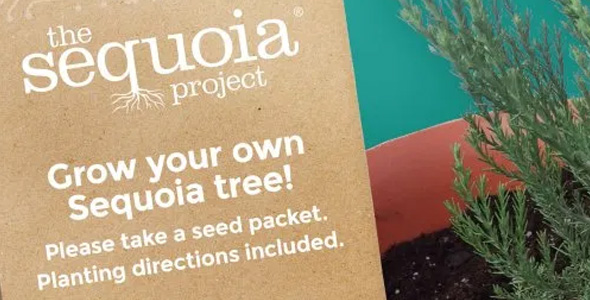 the
sequoia®
project
Grow your own
Sequoia tree!
Please take a seed packet.
Planting directions included.